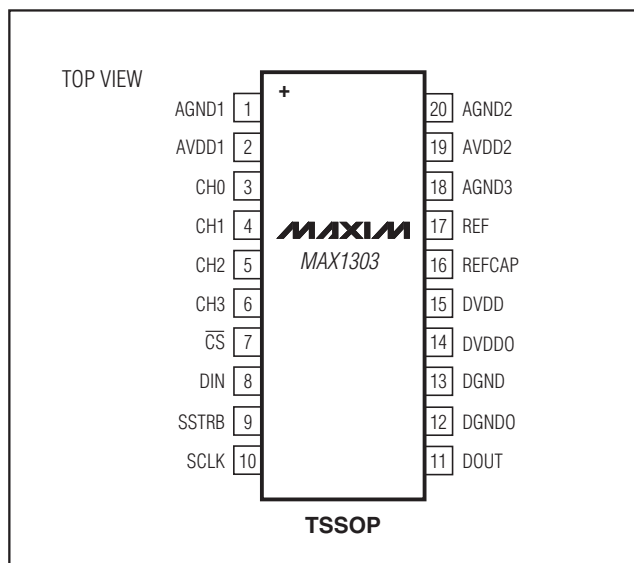 TOP VIEW
+
AGND1 1
AVDD1 2
CH0 3
CH1 4
CH2 5
CH3 6
CS 7
DIN 8
SSTRB 9
SCLK 10
MAXIM
MAX1303
20 AGND2
19 AVDD2
18 AGND3
17 REF
16 REFCAP
15 DVDD
14 DVDDO
13 DGND
12 DGNDO
11 DOUT
TSSOP